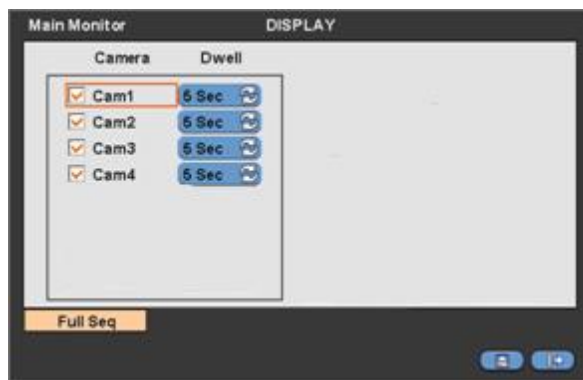 Main Monitor DISPLAY
Camera Dwell
Cam1 5 Sec
Cam2 5 Sec
Cam3 5 Sec
Cam4 5 Sec
Full Seq